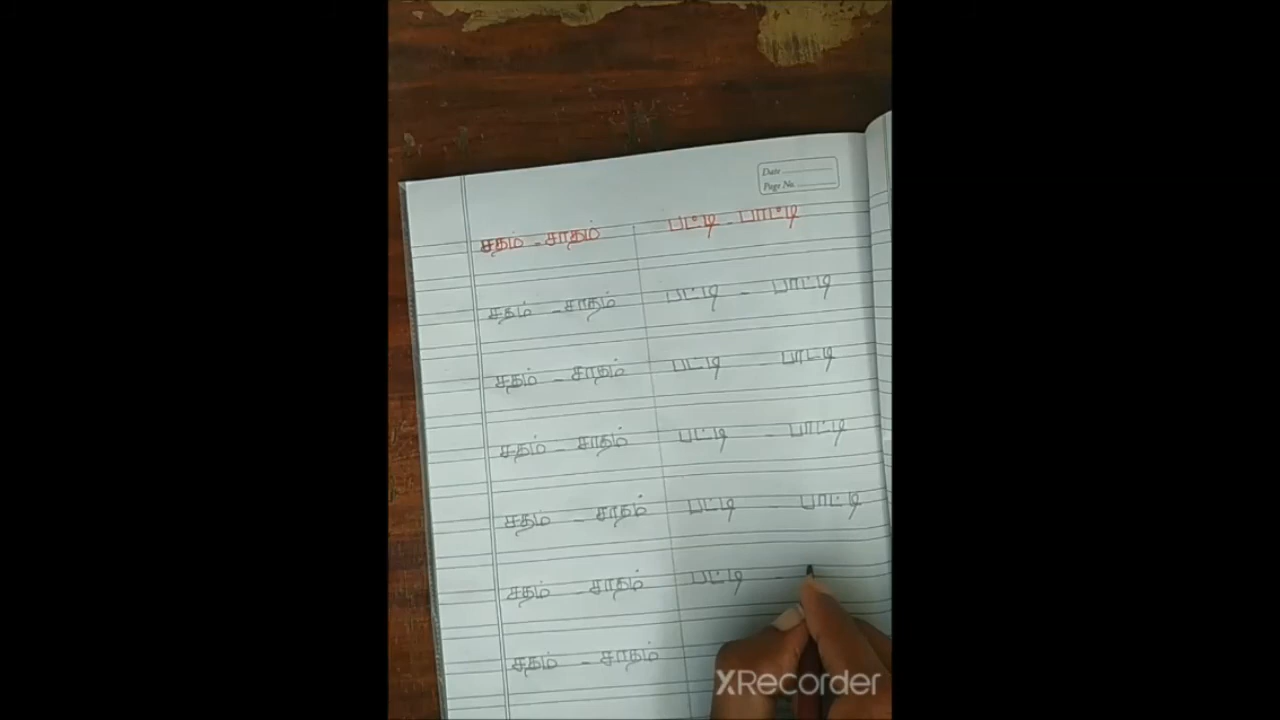 Date
Page No.
சதம் - சாதம் பட்டி - பாட்டி
சதம் - சாதம் பட்டி - பாட்டி
சதம் - சாதம் பட்டி - பாட்டி
சதம் - சாதம் பட்டி - பாட்டி
சதம் - சாதம் பட்டி - பாட்டி
சதம் - சாதம் பட்டி -
சதம் - சாதம்
XRecorder